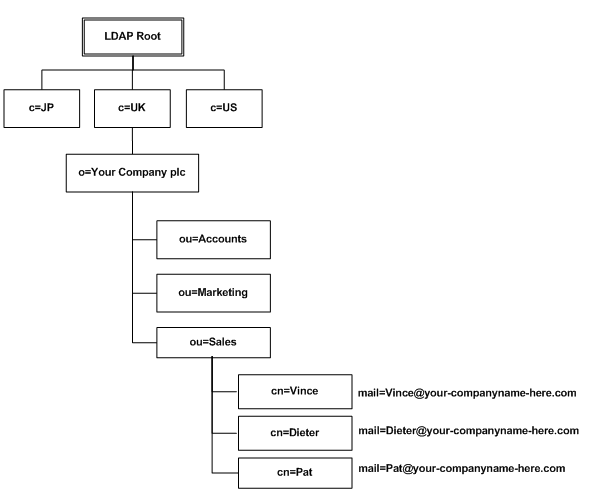 LDAP Root
c=JP
c=UK
c=US
o=Your Company plc
ou=Accounts
ou=Marketing
ou=Sales
cn=Vince
mail=Vince@your-companyname-here.com
cn=Dieter
mail=Dieter@your-companyname-here.com
cn=Pat
mail=Pat@your-companyname-here.com